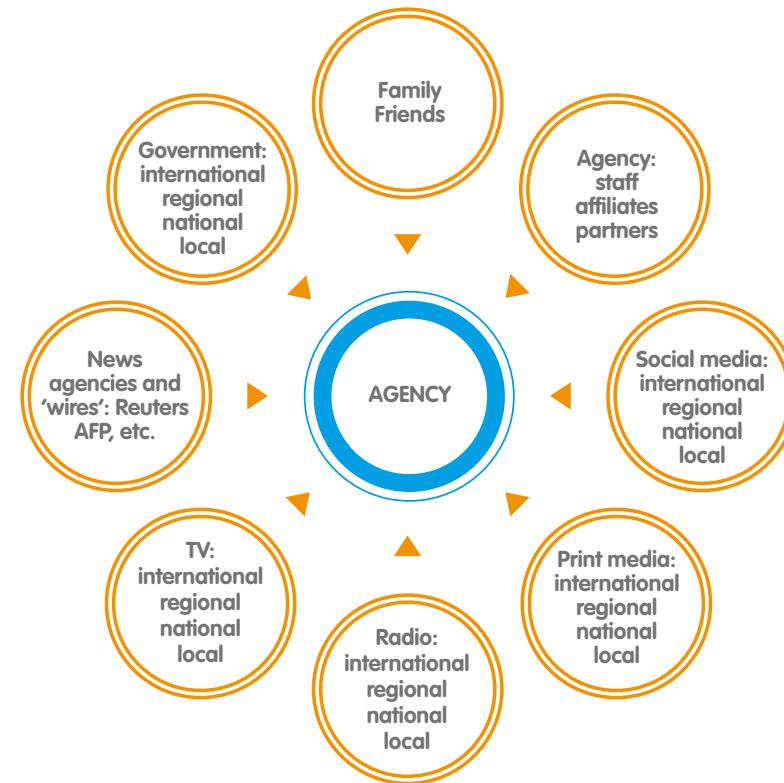 Family
Friends
Agency:
staff
affiliates
partners
Social media:
international
regional
national
local
Print media:
international
regional
national
local
Radio:
international
regional
national
local
TV:
international
regional
national
local
News
agencies and
‘wires’: Reuters
AFP, etc.
Government:
international
regional
national
local
AGENCY